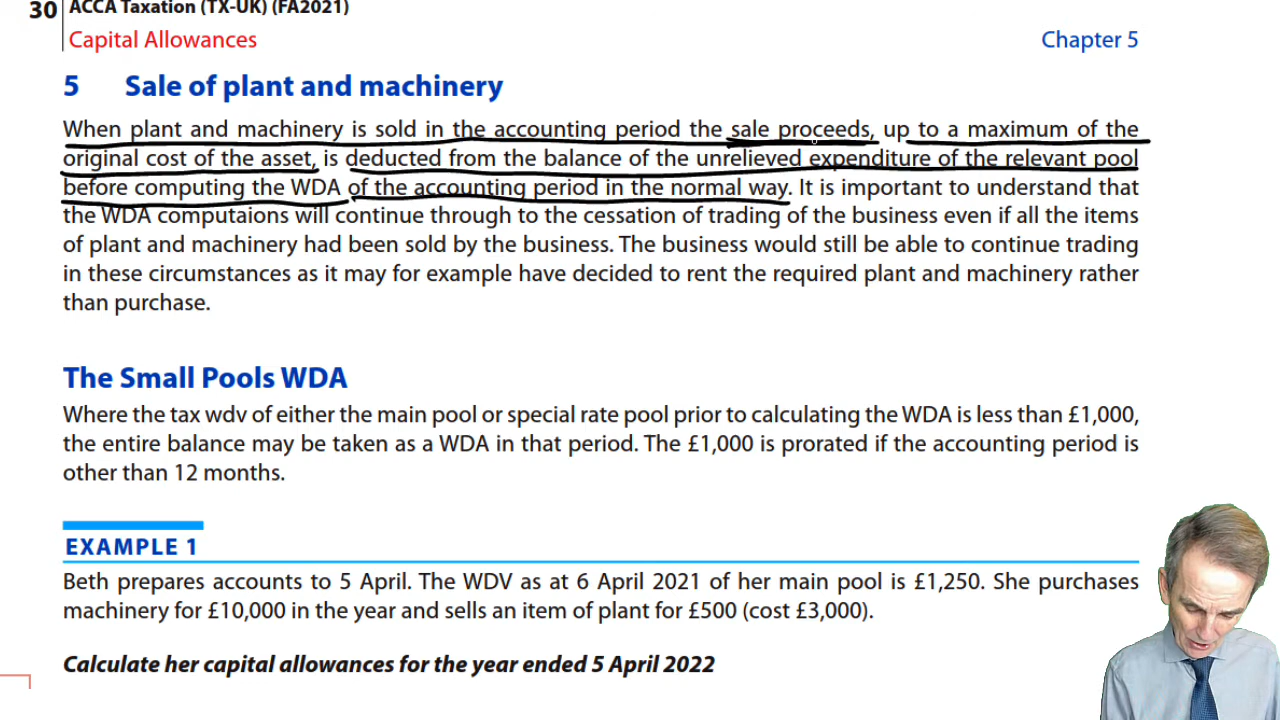 30 ACCA Taxation (TX-UK) (FA2021)
Capital Allowances Chapter 5
5 Sale of plant and machinery
When plant and machinery is sold in the accounting period the sale proceeds, up to a maximum of the
original cost of the asset, is deducted from the balance of the unrelieved expenditure of the relevant pool
before computing the WDA of the accounting period in the normal way. It is important to understand that
the WDA computaions will continue through to the cessation of trading of the business even if all the items
of plant and machinery had been sold by the business. The business would still be able to continue trading
in these circumstances as it may for example have decided to rent the required plant and machinery rather
than purchase.
The Small Pools WDA
Where the tax wdv of either the main pool or special rate pool prior to calculating the WDA is less than £1,000,
the entire balance may be taken as a WDA in that period. The £1,000 is prorated if the accounting period is
other than 12 months.
EXAMPLE 1
Beth prepares accounts to 5 April. The WDV as at 6 April 2021 of her main pool is £1,250. She purchases
machinery for £10,000 in the year and sells an item of plant for £500 (cost £3,000).
Calculate her capital allowances for the year ended 5 April 2022